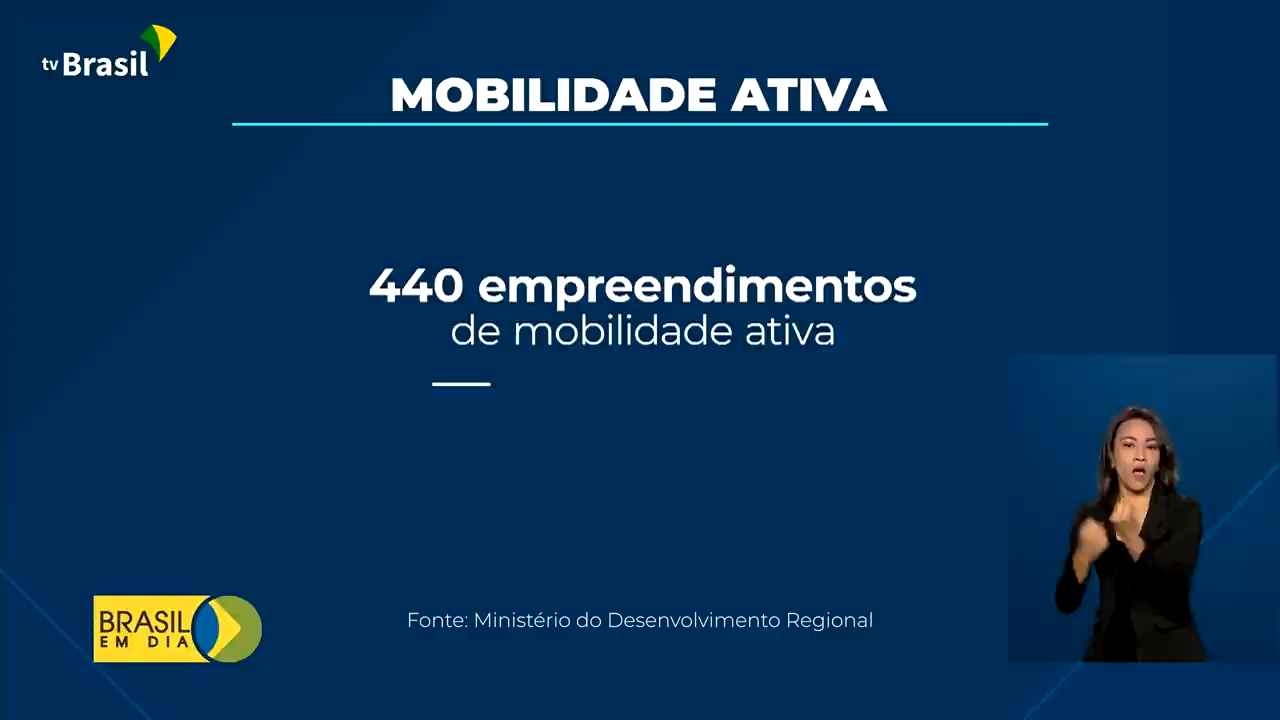 tv Brasil
MOBILIDADE ATIVA
440 empreendimentos
de mobilidade ativa
BRASIL
EM DIA
Fonte: Ministério do Desenvolvimento Regional